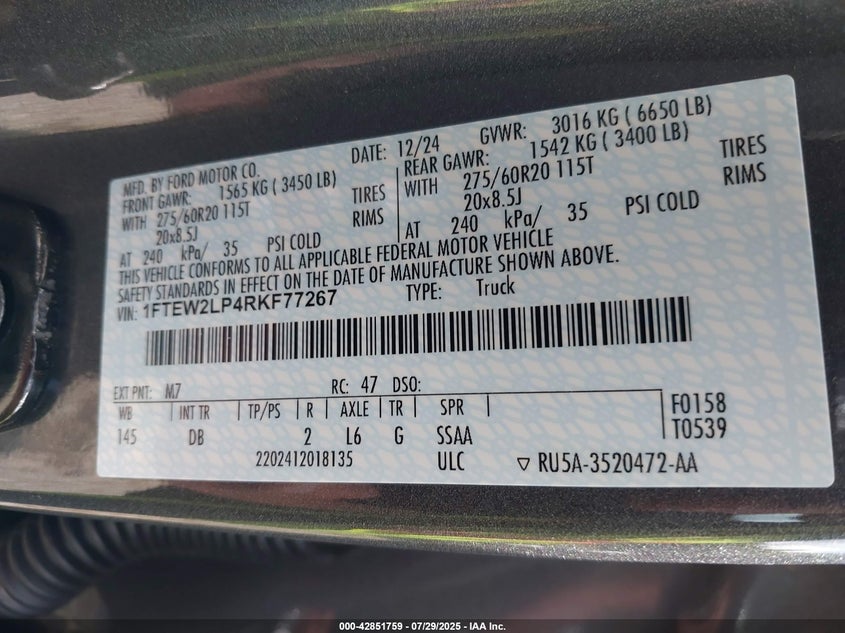 MFD. BY FORD MOTOR CO.
DATE: 12/24 GVWR: 3016 KG ( 6650 LB)
FRONT GAWR: 1565 KG ( 3450 LB)
REAR GAWR: 1542 KG ( 3400 LB)
WITH 275/60R20 115T TIRES
WITH 275/60R20 115T TIRES
20x8.5J RIMS
20x8.5J RIMS
AT 240 kPa/ 35 PSI COLD
AT 240 kPa/ 35 PSI COLD
THIS VEHICLE CONFORMS TO ALL APPLICABLE FEDERAL MOTOR VEHICLE
SAFETY STANDARDS IN EFFECT ON THE DATE OF MANUFACTURE SHOWN ABOVE.
VIN: 1FTEW2LP4RKF77267 TYPE: Truck
EXT PNT: M7 RC: 47 DSO:
WB INT TR TP/PS R AXLE TR SPR F0158
145 DB 2 L6 G SSAA T0539
2202412018135 ULC ▽ RU5A-3520472-AA
000-42851759 - 07/29/2025 - IAA Inc.